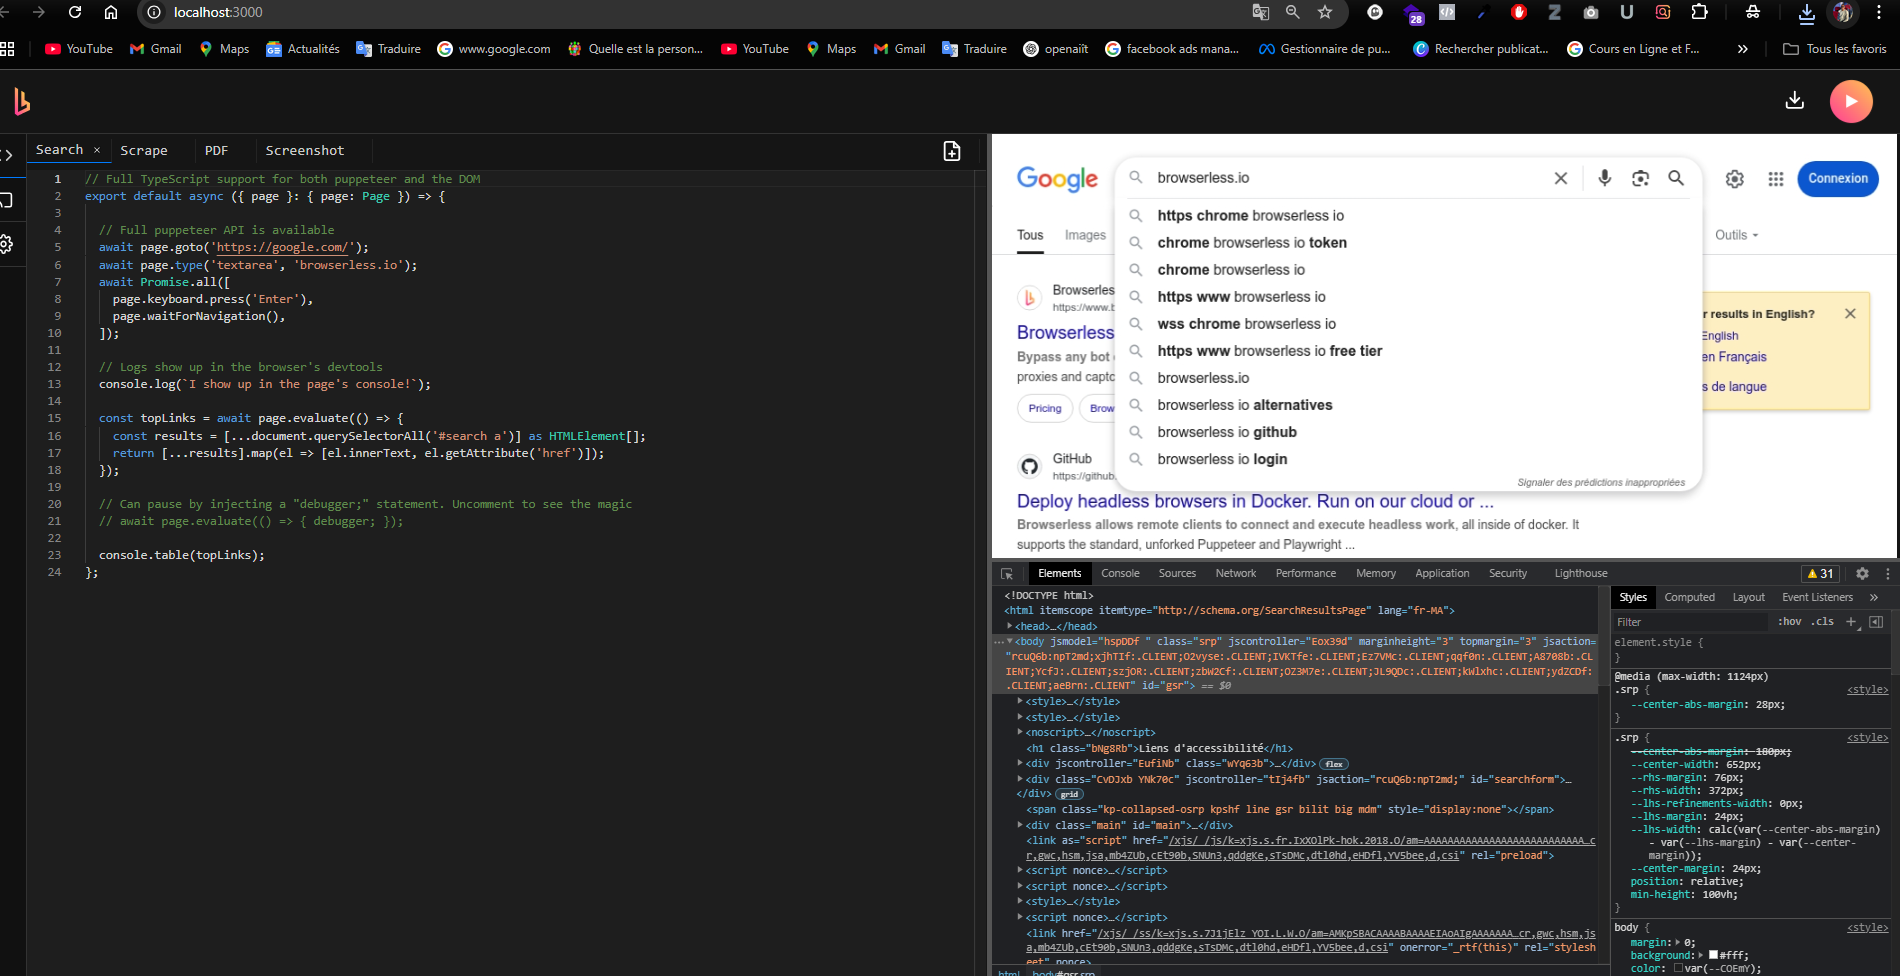 localhost:3000
28
YouTube Gmail Maps Actualités Traduire www.google.com Quelle est la person... YouTube Maps Gmail Traduire openaiit facebook ads mana... Gestionnaire de pu... Rechercher publicat... Cours en Ligne et F... » Tous les favoris
Search × Scrape PDF Screenshot
1 // Full TypeScript support for both puppeteer and the DOM
2 export default async ({ page }: { page: Page }) => {
3
4 // Full puppeteer API is available
5 await page.goto('https://google.com/');
6 await page.type('textarea', 'browserless.io');
7 await Promise.all([
8 page.keyboard.press('Enter'),
9 page.waitForNavigation(),
10 ]);
11
12 // Logs show up in the browser's devtools
13 console.log(`I show up in the page's console!`);
14
15 const topLinks = await page.evaluate(() => {
16 const results = [...document.querySelectorAll('#search a')] as HTMLElement[];
17 return [...results].map(el => [el.innerText, el.getAttribute('href')]);
18 });
19
20 // Can pause by injecting a "debugger;" statement. Uncomment to see the magic
21 // await page.evaluate(() => { debugger; });
22
23 console.table(topLinks);
24 };
Google browserless.io Connexion
https chrome browserless io
chrome browserless io token
chrome browserless io
https www browserless io
wss chrome browserless io
https www browserless io free tier
browserless.io
browserless io alternatives
browserless io github
browserless io login
Signaler des prédictions inappropriées
Tous Images Outils
Browserles
https://www.b
Browserless
Bypass any bot
proxies and captc
Pricing Brow
r results in English?
English
en Français
s de langue
GitHub
https://github.
Deploy headless browsers in Docker. Run on our cloud or ...
Browserless allows remote clients to connect and execute headless work, all inside of docker. It
supports the standard, unforked Puppeteer and Playwright ...
Elements Console Sources Network Performance Memory Application Security Lighthouse 31
<!DOCTYPE html>
<html itemscope itemtype="http://schema.org/SearchResultsPage" lang="fr-MA">
<head>…</head>
<body jsmodel="hspDDf " class="srp" jscontroller="Eox39d" marginheight="3" topmargin="3" jsaction=
"rcuQ6b:npT2md;xjhTIf:.CLIENT;O2vyse:.CLIENT;IVKTfe:.CLIENT;Ez7VMc:.CLIENT;qqf0n:.CLIENT;A8708b:.CL
IENT;YcfJ:.CLIENT;szjOR:.CLIENT;zbW2Cf:.CLIENT;OZ3M7e:.CLIENT;JL9QDc:.CLIENT;kWlxhc:.CLIENT;ydZCDf:
.CLIENT;aeBrn:.CLIENT" id="gsr"> == $0
<style>…</style>
<style>…</style>
<noscript>…</noscript>
<h1 class="bNg8Rb">Liens d'accessibilité</h1>
<div jscontroller="EufiNb" class="wYq63b">…</div> flex
<div class="CvDJxb YNk70c" jscontroller="tIj4fb" jsaction="rcuQ6b:npT2md;" id="searchform">…
</div> grid
<span class="kp-collapsed-osrp kpshf line gsr bilit big mdm" style="display:none"></span>
<div class="main" id="main">…</div>
<link as="script" href="/xjs/_/js/k=xjs.s.fr.IxXOlPk-hok.2018.O/am=AAAAAAAAAAAAAAAAAAAAAAAAAAA…c
r,gwc,hsm,jsa,mb4ZUb,cEt90b,SNUn3,qddgKe,sTsDMc,dtl0hd,eHDfl,YV5bee,d,csi" rel="preload">
<script nonce>…</script>
<script nonce>…</script>
<style>…</style>
<script nonce>…</script>
<link href="/xjs/_/ss/k=xjs.s.7J1jElz_YOI.L.W.O/am=AMKpSBACAAAABAAAAEIAoAIgAAAAAAA…cr,gwc,hsm,js
a,mb4ZUb,cEt90b,SNUn3,qddgKe,sTsDMc,dtl0hd,eHDfl,YV5bee,d,csi" onerror="_rtf(this)" rel="stylesh
eet" nonce>
html body#gsr.srp
Styles Computed Layout Event Listeners »
Filter :hov .cls +
element.style {
}
@media (max-width: 1124px)
.srp { <style>
--center-abs-margin: 28px;
}
.srp { <style>
--center-abs-margin: 180px;
--center-width: 652px;
--rhs-margin: 76px;
--rhs-width: 372px;
--lhs-refinements-width: 0px;
--lhs-margin: 24px;
--lhs-width: calc(var(--center-abs-margin)
- var(--lhs-margin) - var(--center-
margin));
--center-margin: 24px;
position: relative;
min-height: 100vh;
}
body { <style>
margin: 0;
background: #fff;
color: var(--COEmY);